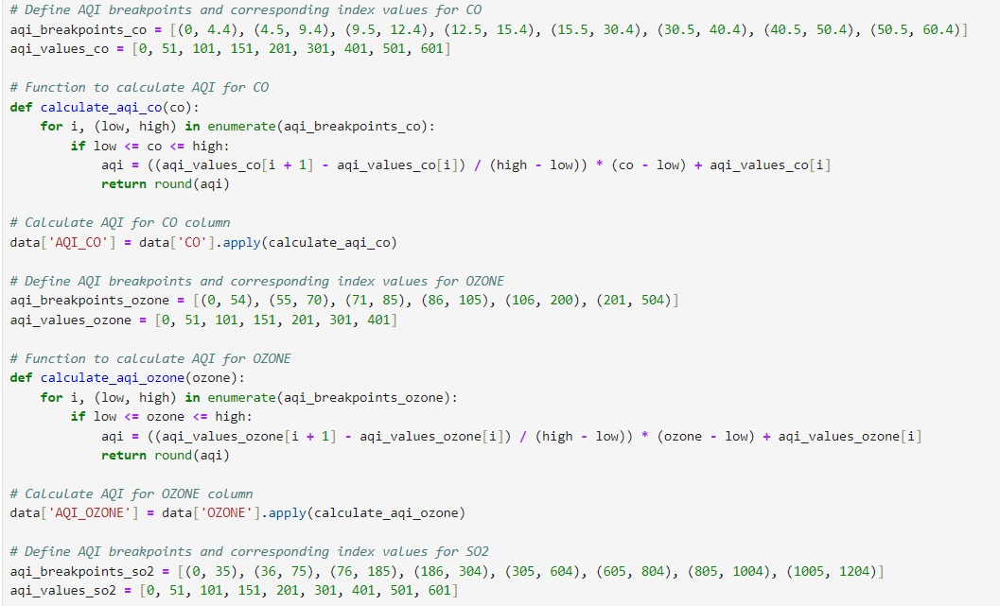 # Define AQI breakpoints and corresponding index values for CO
aqi_breakpoints_co = [(0, 4.4), (4.5, 9.4), (9.5, 12.4), (12.5, 15.4), (15.5, 30.4), (30.5, 40.4), (40.5, 50.4), (50.5, 60.4)]
aqi_values_co = [0, 51, 101, 151, 201, 301, 401, 501, 601]

# Function to calculate AQI for CO
def calculate_aqi_co(co):
    for i, (low, high) in enumerate(aqi_breakpoints_co):
        if low <= co <= high:
            aqi = ((aqi_values_co[i + 1] - aqi_values_co[i]) / (high - low)) * (co - low) + aqi_values_co[i]
            return round(aqi)

# Calculate AQI for CO column
data['AQI_CO'] = data['CO'].apply(calculate_aqi_co)

# Define AQI breakpoints and corresponding index values for OZONE
aqi_breakpoints_ozone = [(0, 54), (55, 70), (71, 85), (86, 105), (106, 200), (201, 504)]
aqi_values_ozone = [0, 51, 101, 151, 201, 301, 401]

# Function to calculate AQI for OZONE
def calculate_aqi_ozone(ozone):
    for i, (low, high) in enumerate(aqi_breakpoints_ozone):
        if low <= ozone <= high:
            aqi = ((aqi_values_ozone[i + 1] - aqi_values_ozone[i]) / (high - low)) * (ozone - low) + aqi_values_ozone[i]
            return round(aqi)

# Calculate AQI for OZONE column
data['AQI_OZONE'] = data['OZONE'].apply(calculate_aqi_ozone)

# Define AQI breakpoints and corresponding index values for SO2
aqi_breakpoints_so2 = [(0, 35), (36, 75), (76, 185), (186, 304), (305, 604), (605, 804), (805, 1004), (1005, 1204)]
aqi_values_so2 = [0, 51, 101, 151, 201, 301, 401, 501, 601]